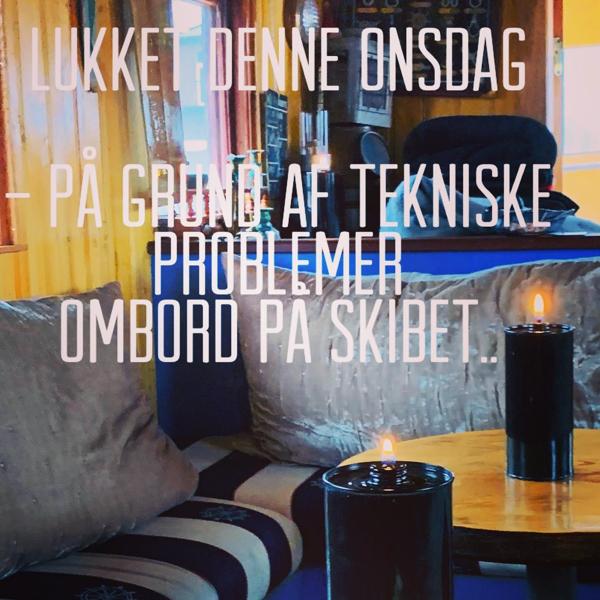 LUKKET DENNE ONSDAG
- PÅ GRUND AF TEKNISKE
PROBLEMER
OMBORD PÅ SKIBET..